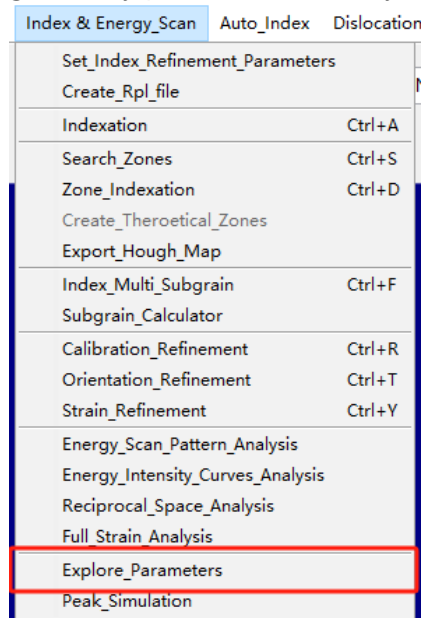 Index & Energy_Scan Auto_Index Dislocation
Set_Index_Refinement_Parameters
Create_Rpl_file
Indexation Ctrl+A
Search_Zones Ctrl+S
Zone_Indexation Ctrl+D
Create_Theroetical_Zones
Export_Hough_Map
Index_Multi_Subgrain Ctrl+F
Subgrain_Calculator
Calibration_Refinement Ctrl+R
Orientation_Refinement Ctrl+T
Strain_Refinement Ctrl+Y
Energy_Scan_Pattern_Analysis
Energy_Intensity_Curves_Analysis
Reciprocal_Space_Analysis
Full_Strain_Analysis
Explore_Parameters
Peak_Simulation